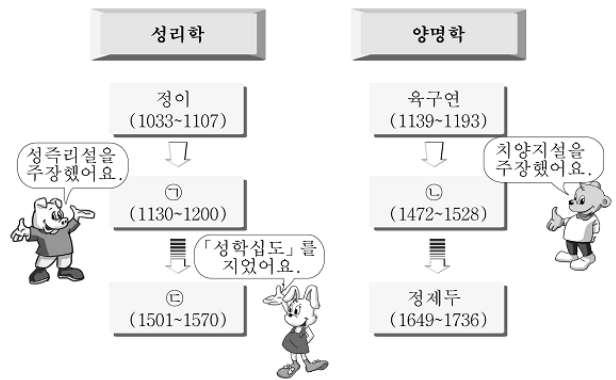 성리학
양명학
정이
(1033~1107)
육구연
(1139~1193)
성즉리설을
주장했어요.
치양지설을
주장했어요.
㉠
(1130~1200)
㉡
(1472~1528)
「성학십도」를
지었어요.
㉢
(1501~1570)
정제두
(1649~1736)